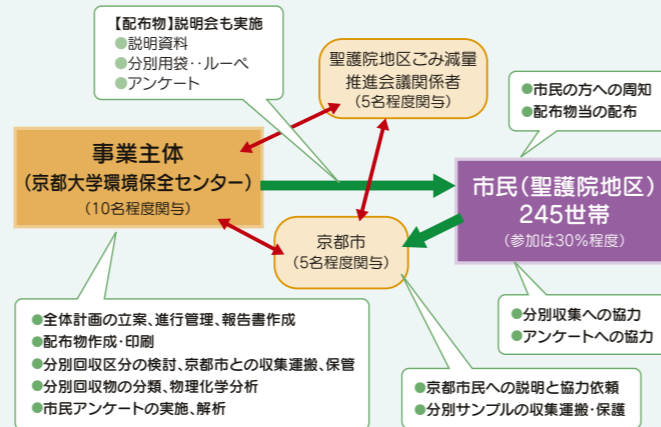 【配布物】説明会も実施
●説明資料
●分別用袋‥ルーペ
●アンケート
聖護院地区ごみ減量
推進会議関係者
(5名程度関与)
●市民の方への周知
●配布物当の配布
事業主体
(京都大学環境保全センター)
(10名程度関与)
市民(聖護院地区)
245世帯
(参加は30%程度)
京都市
(5名程度関与)
●全体計画の立案、進行管理、報告書作成
●配布物作成・印刷
●分別回収区分の検討、京都市との収集運搬、保管
●分別回収物の分類、物理化学分析
●市民アンケートの実施、解析
●分別収集への協力
●アンケートへの協力
●京都市民への説明と協力依頼
●分別サンプルの収集運搬・保護